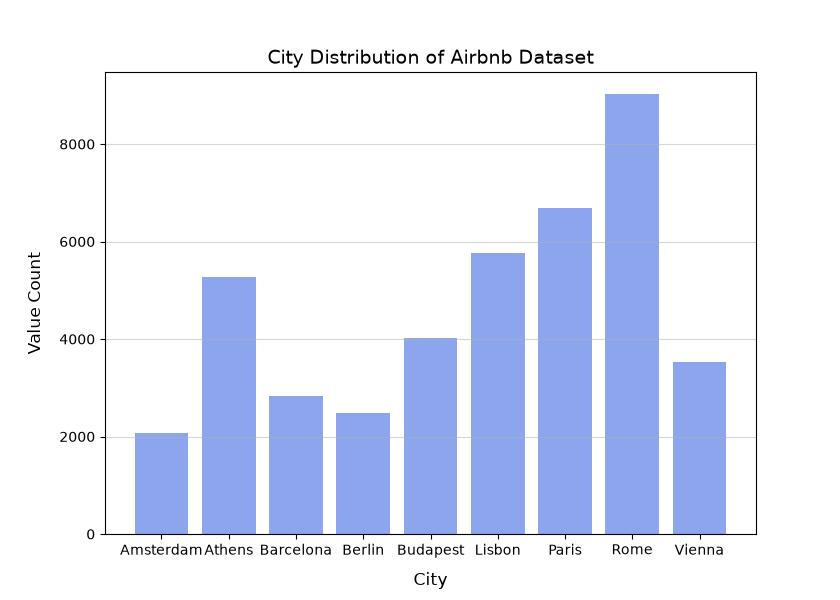 City Distribution of Airbnb Dataset
8000
6000
4000
2000
0
Value Count
Amsterdam Athens Barcelona Berlin Budapest Lisbon Paris Rome Vienna
City